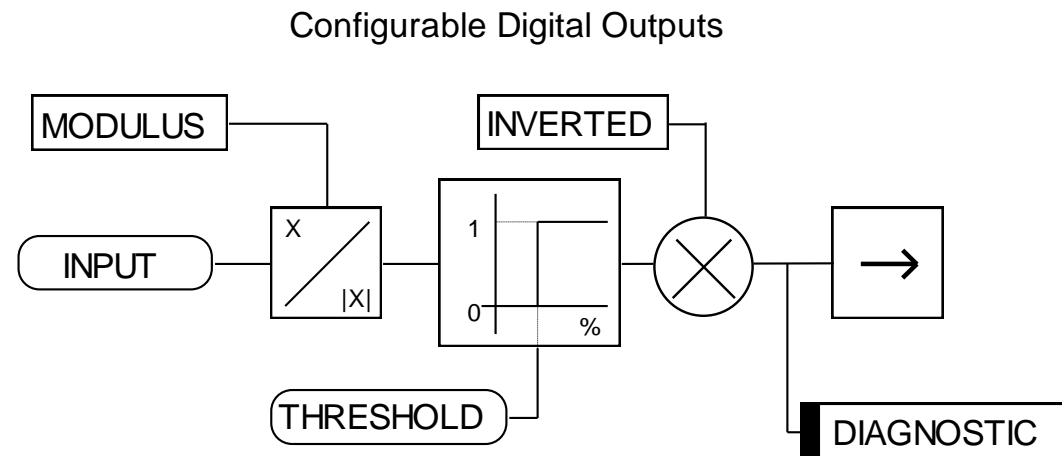 Configurable Digital Outputs
MODULUS
INVERTED
INPUT
X
|X|
1
0
%
THRESHOLD
DIAGNOSTIC